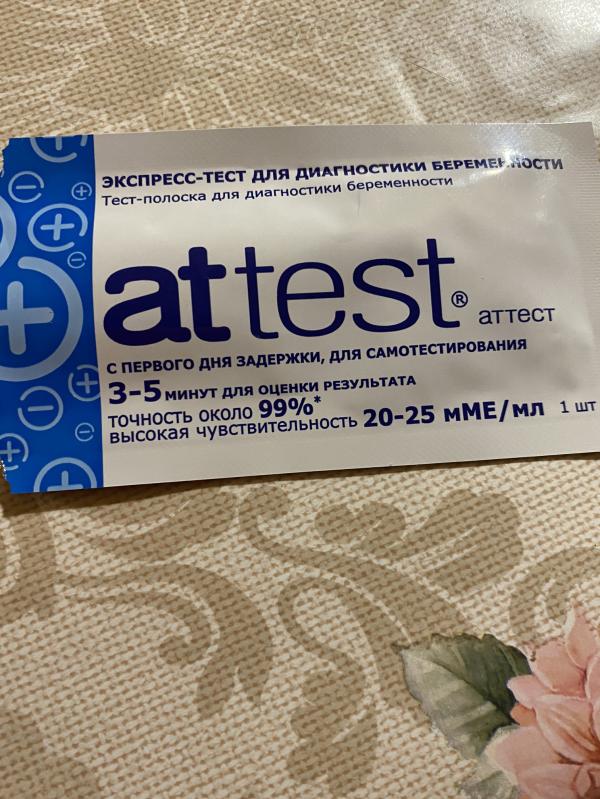 ЭКСПРЕСС-ТЕСТ ДЛЯ ДИАГНОСТИКИ БЕРЕМЕННОСТИ
Тест-полоска для диагностики беременности
attest® аттест
С ПЕРВОГО ДНЯ ЗАДЕРЖКИ, ДЛЯ САМОТЕСТИРОВАНИЯ
3-5 МИНУТ ДЛЯ ОЦЕНКИ РЕЗУЛЬТАТА
ТОЧНОСТЬ ОКОЛО 99%*
ВЫСОКАЯ ЧУВСТВИТЕЛЬНОСТЬ 20-25 мМЕ/мл 1 шт